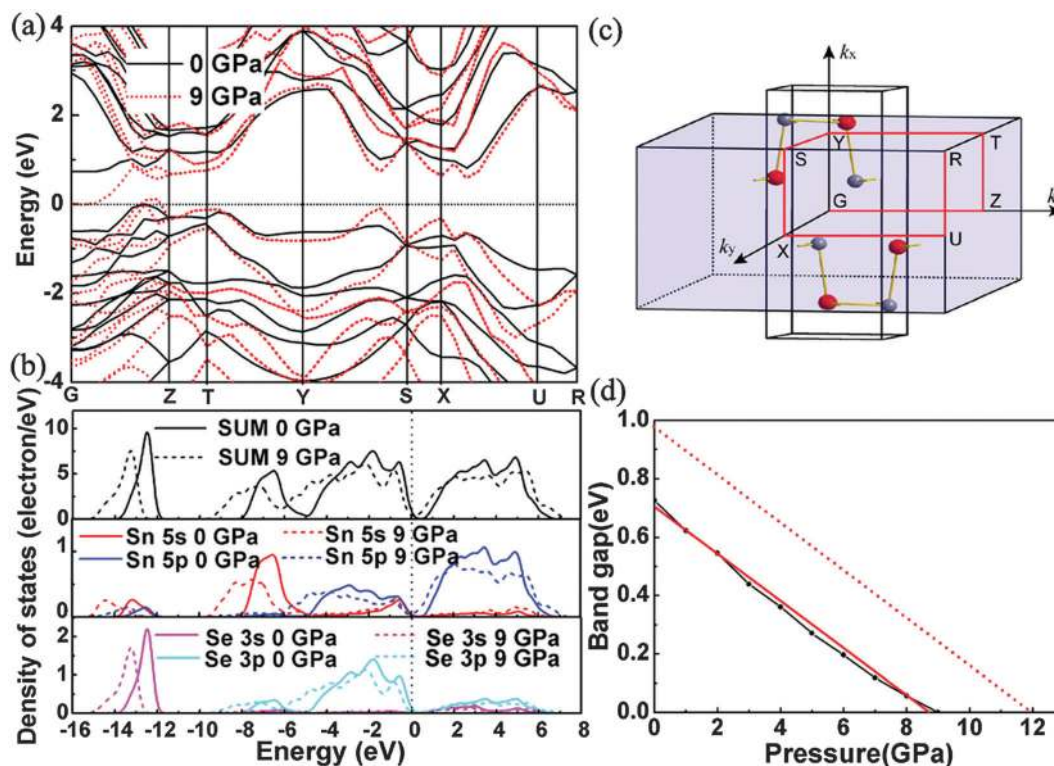 (a)
4
2
0
-2
-4
Energy (eV)
0 GPa
9 GPa
G Z T Y S X U R
(c)
kx
ky
k
S
Y
T
R
G
Z
X
U
(b)
10
5
0
SUM 0 GPa
SUM 9 GPa
1
0
Sn 5s 0 GPa
Sn 5p 0 GPa
Sn 5s 9 GPa
Sn 5p 9 GPa
2
1
0
Se 3s 0 GPa
Se 3p 0 GPa
Se 3s 9 GPa
Se 3p 9 GPa
Density of states (electron/eV)
-16 -14 -12 -10 -8 -6 -4 -2 0 2 4 6 8
Energy (eV)
(d)
1.0
0.8
0.6
0.4
0.2
0.0
Band gap(eV)
0 2 4 6 8 10 12
Pressure(GPa)